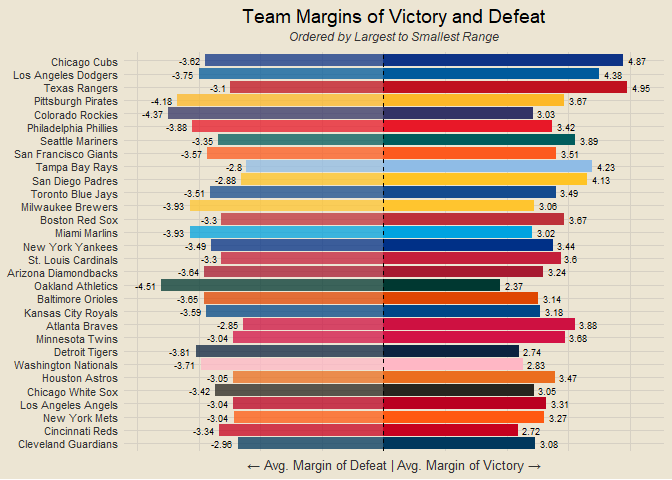 Team Margins of Victory and Defeat
Ordered by Largest to Smallest Range
Chicago Cubs -3.62 4.87
Los Angeles Dodgers -3.75 4.38
Texas Rangers -3.1 4.95
Pittsburgh Pirates -4.18 3.67
Colorado Rockies -4.37 3.03
Philadelphia Phillies -3.88 3.42
Seattle Mariners -3.35 3.89
San Francisco Giants -3.57 3.51
Tampa Bay Rays -2.8 4.23
San Diego Padres -2.88 4.13
Toronto Blue Jays -3.51 3.49
Milwaukee Brewers -3.93 3.06
Boston Red Sox -3.3 3.67
Miami Marlins -3.93 3.02
New York Yankees -3.49 3.44
St. Louis Cardinals -3.3 3.6
Arizona Diamondbacks -3.64 3.24
Oakland Athletics -4.51 2.37
Baltimore Orioles -3.65 3.14
Kansas City Royals -3.59 3.18
Atlanta Braves -2.85 3.88
Minnesota Twins -3.04 3.68
Detroit Tigers -3.81 2.74
Washington Nationals -3.71 2.83
Houston Astros -3.05 3.47
Chicago White Sox -3.42 3.05
Los Angeles Angels -3.04 3.31
New York Mets -3.04 3.27
Cincinnati Reds -3.34 2.72
Cleveland Guardians -2.96 3.08
← Avg. Margin of Defeat | Avg. Margin of Victory →